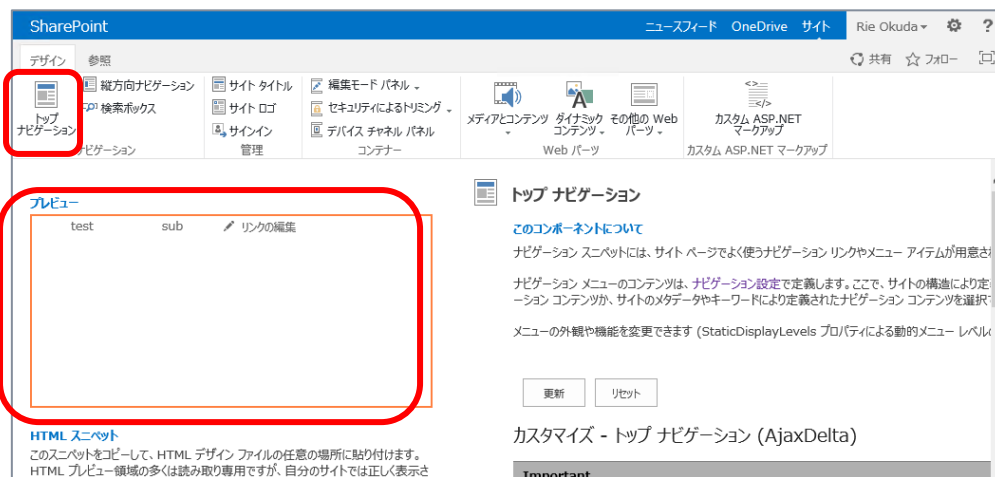 SharePoint
ニュースフィード OneDrive サイト Rie Okuda ?
デザイン 参照
共有 フォロー
トップ
ナビゲーション
縦方向ナビゲーション
検索ボックス
ビゲーション
サイト タイトル
サイト ロゴ
サインイン
管理
編集モード パネル
セキュリティによるトリミング
デバイス チャネル パネル
コンテナー
メディアとコンテンツ
ダイナミック
コンテンツ
その他の Web
パーツ
Web パーツ
カスタム ASP.NET
マークアップ
カスタム ASP.NET マークアップ
プレビュー
test sub リンクの編集
HTML スニペット
このスニペットをコピーして、HTML デザイン ファイルの任意の場所に貼り付けます。
HTML プレビュー領域の多くは読み取り専用ですが、自分のサイトでは正しく表示さ
トップ ナビゲーション
このコンポーネントについて
ナビゲーション スニペットには、サイト ページでよく使うナビゲーション リンクやメニュー アイテムが用意さ
ナビゲーション メニューのコンテンツは、ナビゲーション設定で定義します。ここで、サイトの構造により定
ーション コンテンツか、サイトのメタデータやキーワードにより定義されたナビゲーション コンテンツを選択
メニューの外観や機能を変更できます (StaticDisplayLevels プロパティによる動的メニュー レベル
更新 リセット
カスタマイズ - トップ ナビゲーション (AjaxDelta)
Important